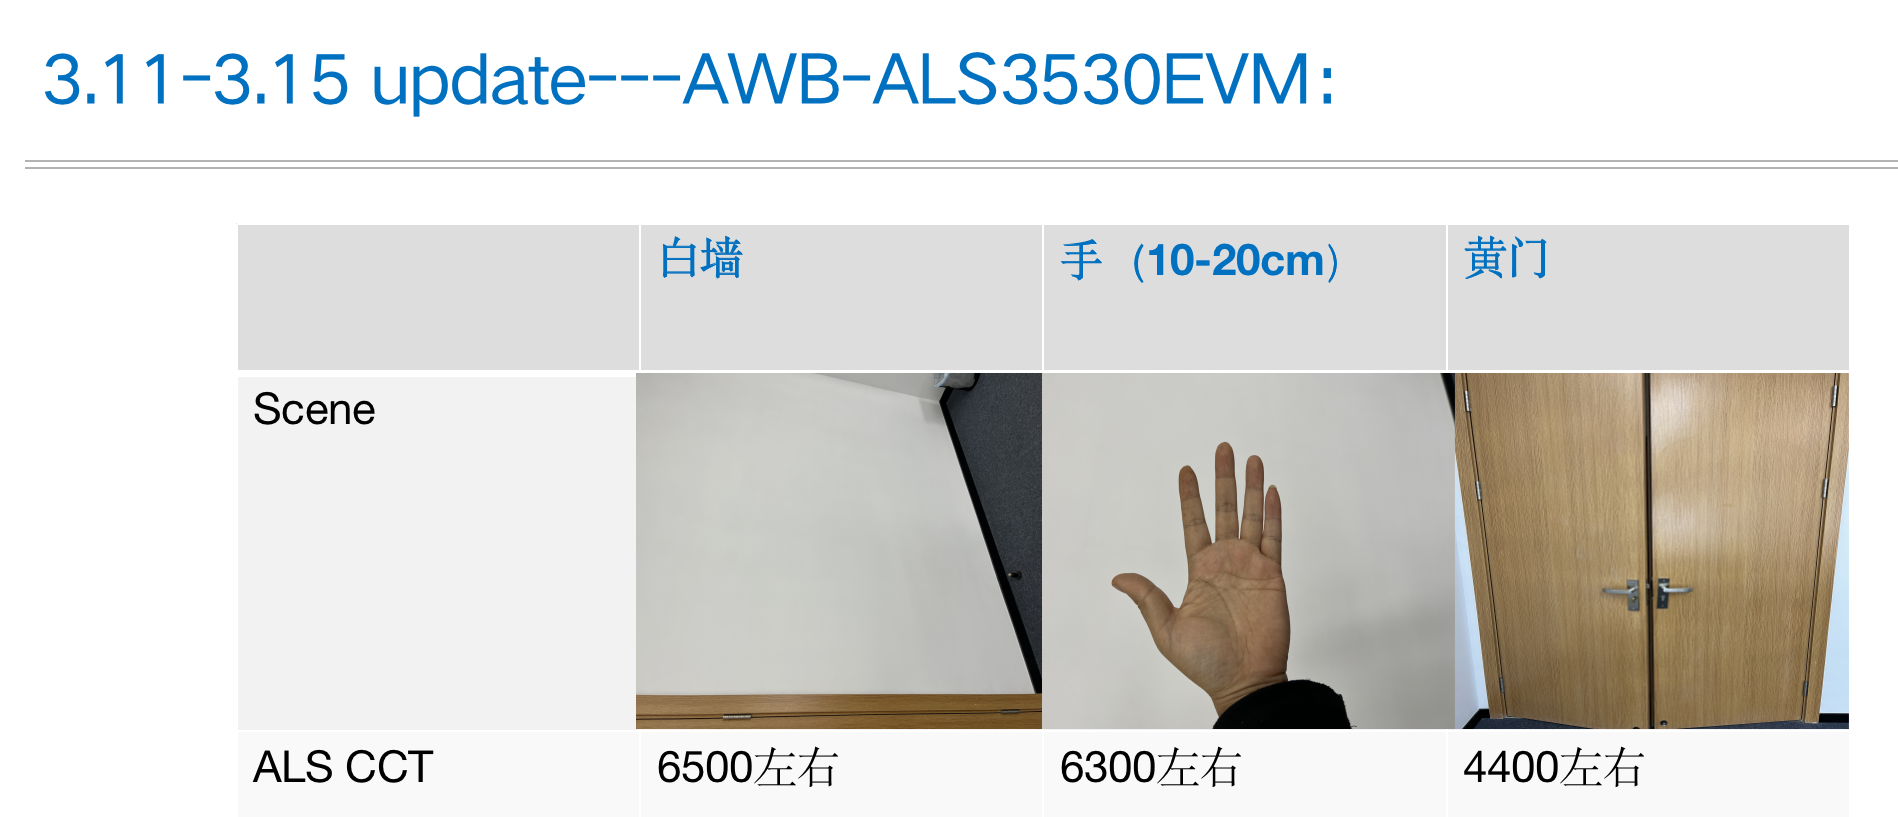 3.11-3.15 update---AWB-ALS3530EVM：
白墙
手（10-20cm）
黄门
Scene
ALS CCT
6500左右
6300左右
4400左右